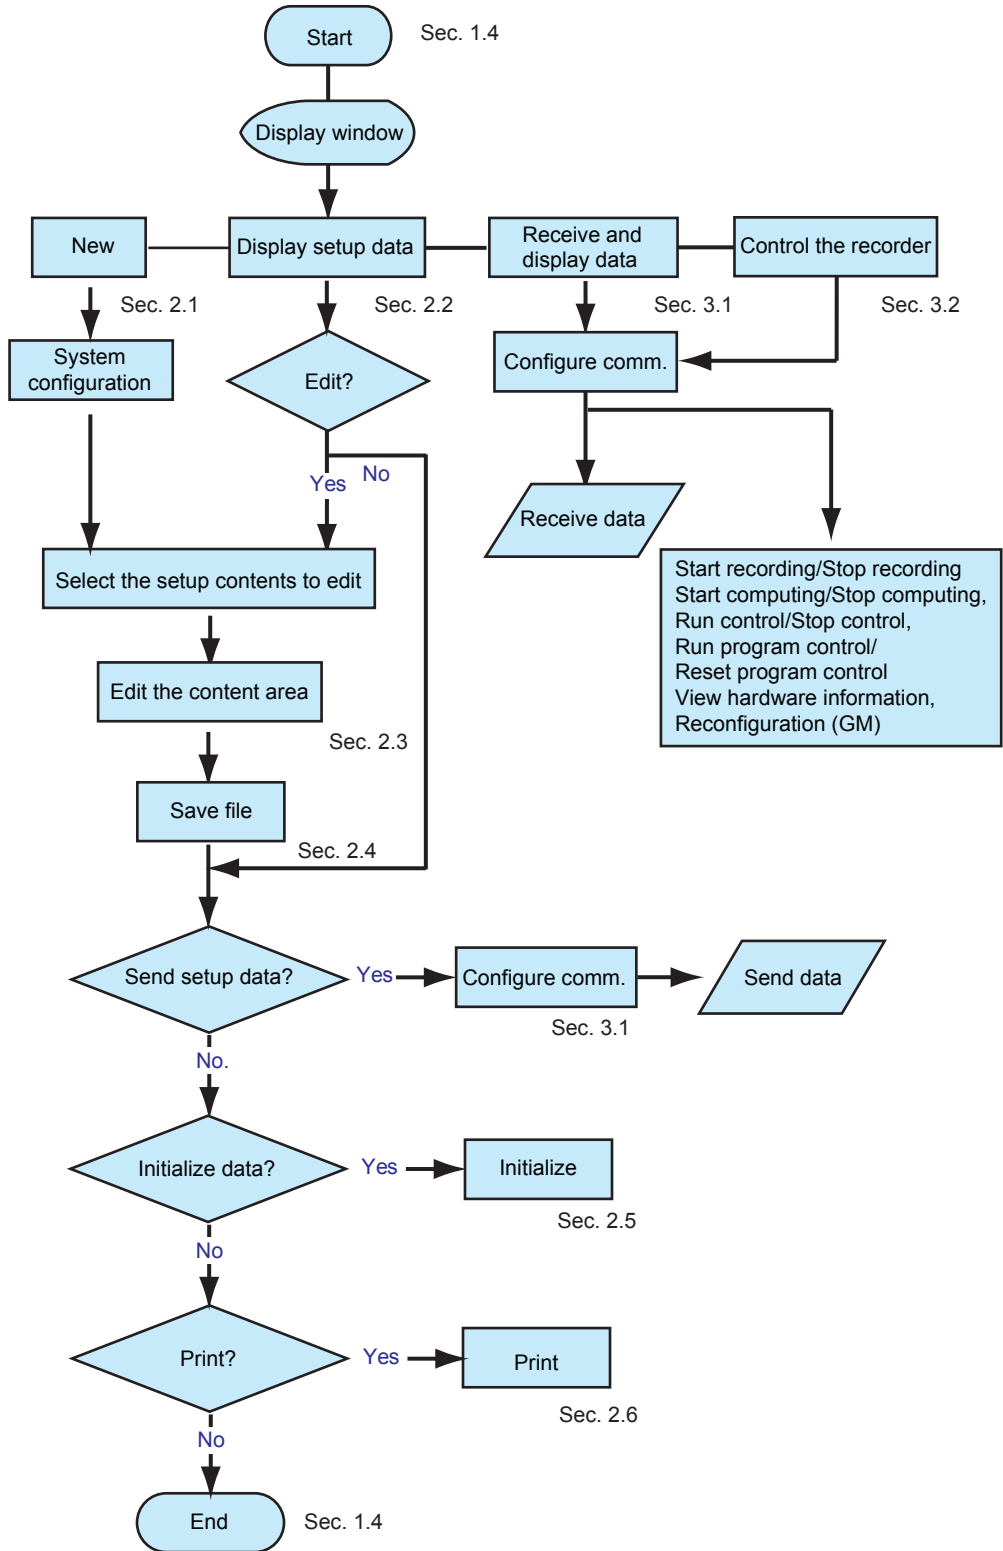 Start
Sec. 1.4
Display window
New
Display setup data
Receive and
display data
Control the recorder
Sec. 2.1
Sec. 2.2
Sec. 3.1
Sec. 3.2
System
configuration
Edit?
Configure comm.
Yes
No
Receive data
Select the setup contents to edit
Start recording/Stop recording
Start computing/Stop computing,
Run control/Stop control,
Run program control/
Reset program control
View hardware information,
Reconfiguration (GM)
Edit the content area
Sec. 2.3
Save file
Sec. 2.4
Send setup data?
Yes
Configure comm.
Send data
Sec. 3.1
No.
Initialize data?
Yes
Initialize
Sec. 2.5
No
Print?
Yes
Print
Sec. 2.6
No
End
Sec. 1.4